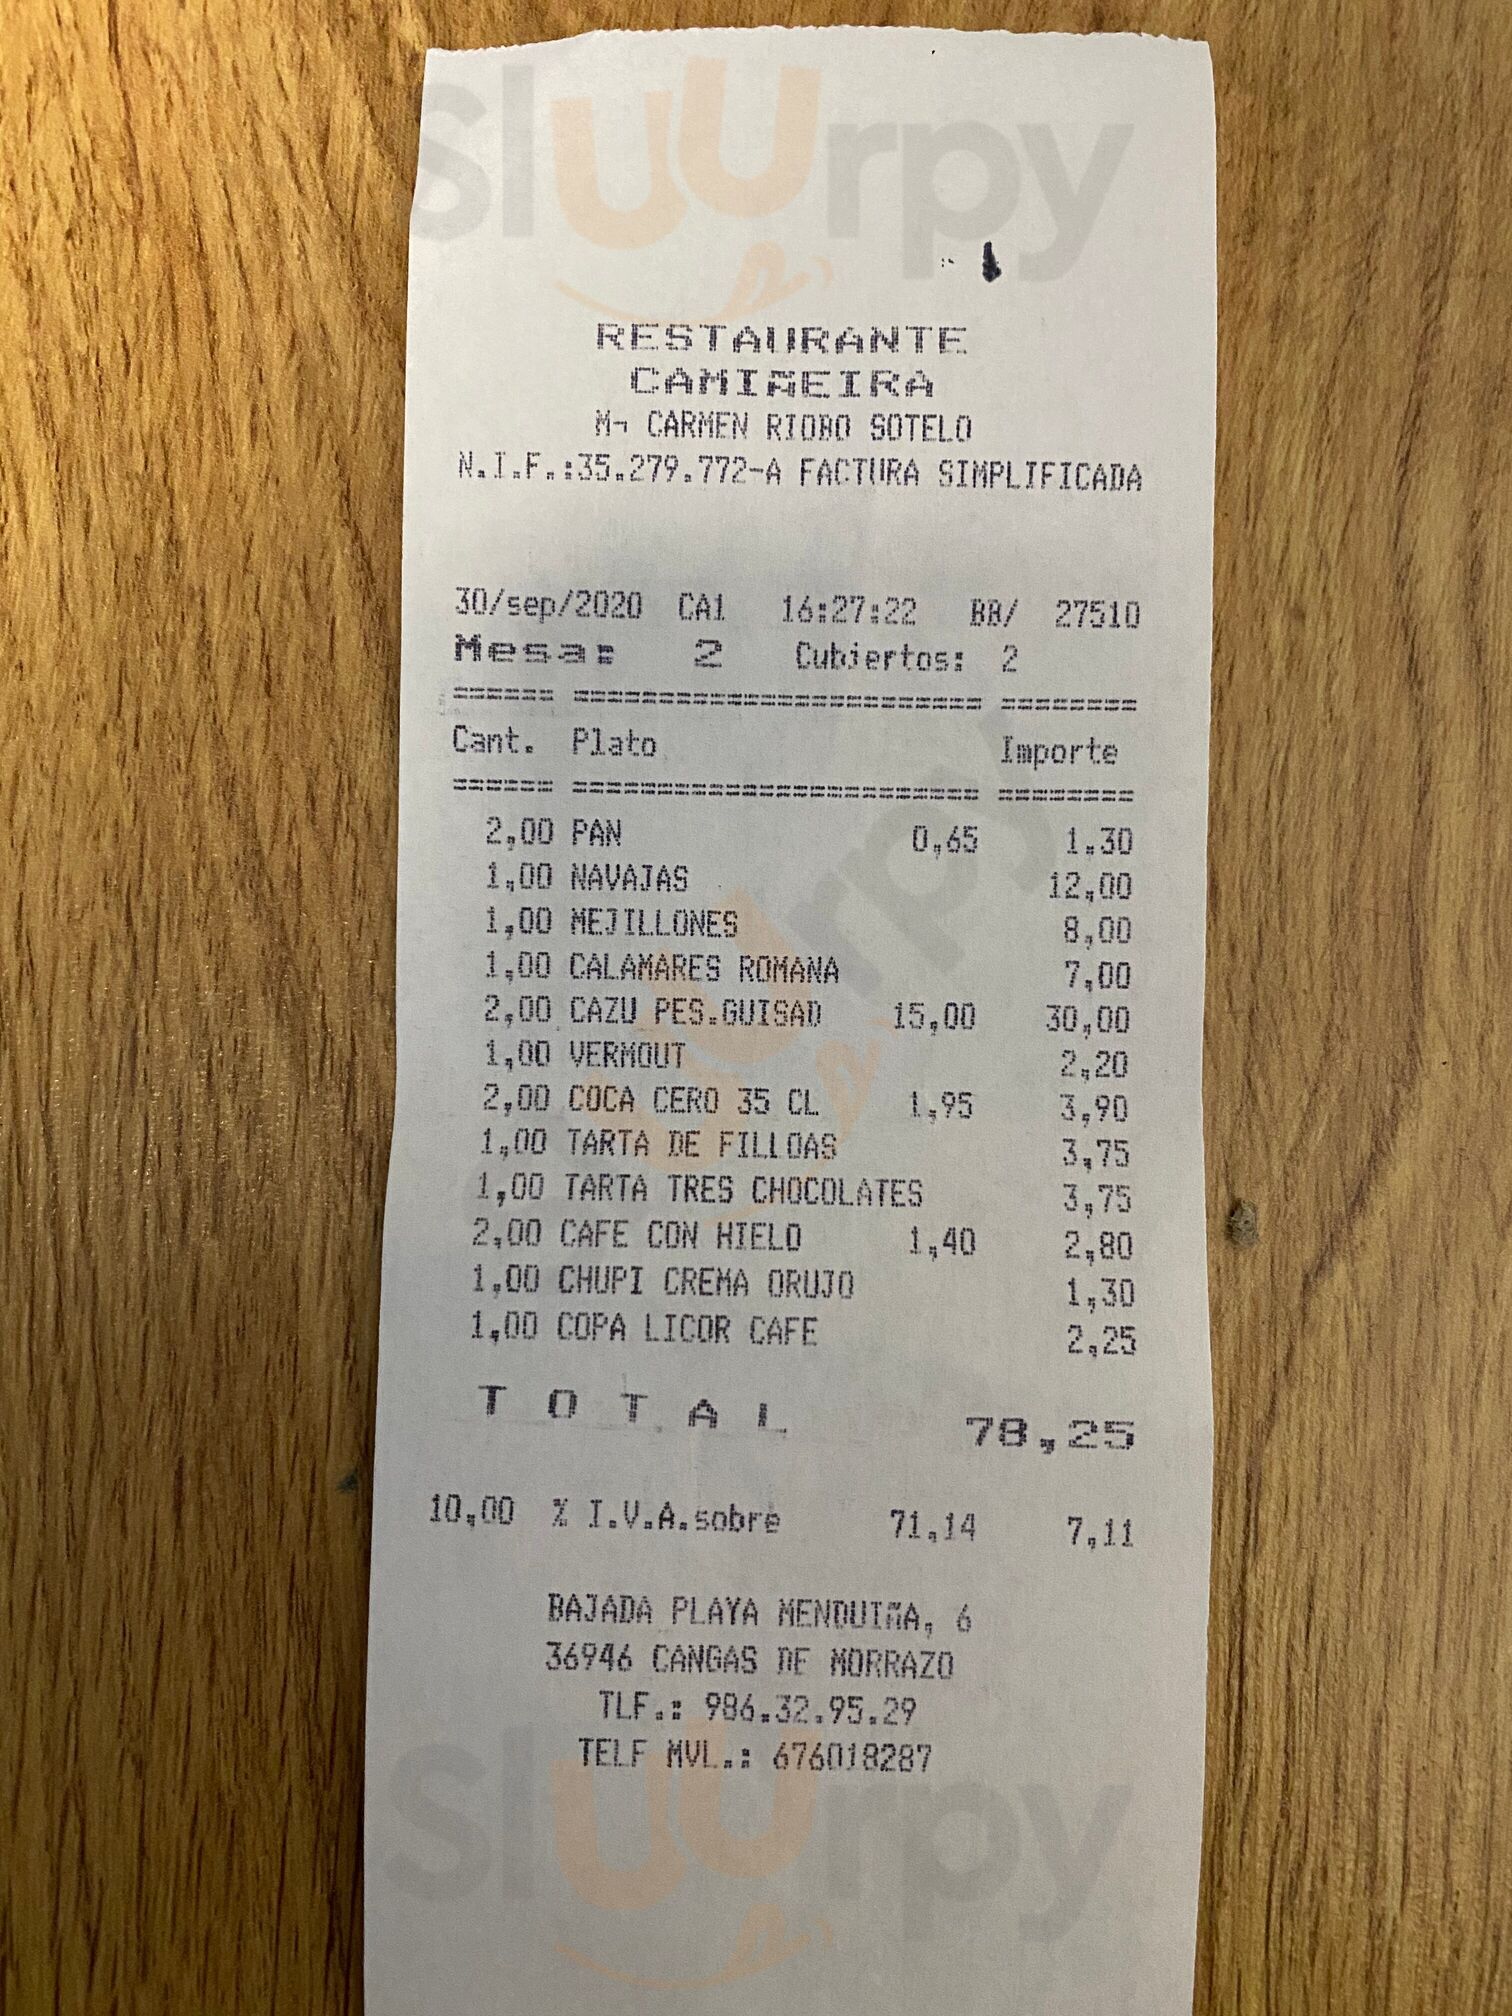 Sluurpy
RESTAURANTE
CAMIÑEIRA
M¬ CARMEN RIOBO SOTELO
N.I.F.:35.279.772-A FACTURA SIMPLIFICADA
30/sep/2020 CA1 16:27:22 BB/ 27510
Mesa: 2 Cubiertos: 2
====== ======================== ========
Cant. Plato Importe
====== ======================== ========
2,00 PAN 0,65 1,30
1,00 NAVAJAS 12,00
1,00 MEJILLONES 8,00
1,00 CALAMARES ROMANA 7,00
2,00 CAZU PES.GUISAD 15,00 30,00
1,00 VERMOUT 2,20
2,00 COCA CERO 35 CL 1,95 3,90
1,00 TARTA DE FILLOAS 3,75
1,00 TARTA TRES CHOCOLATES 3,75
2,00 CAFE CON HIELO 1,40 2,80
1,00 CHUPI CREMA ORUJO 1,30
1,00 COPA LICOR CAFE 2,25
T O T A L 78,25
10,00 % I.V.A.sobre 71,14 7,11
BAJADA PLAYA MENDUIÑA, 6
36946 CANGAS DE MORRAZO
TLF.: 986.32.95.29
TELF MVL.: 676018287
Sluurpy